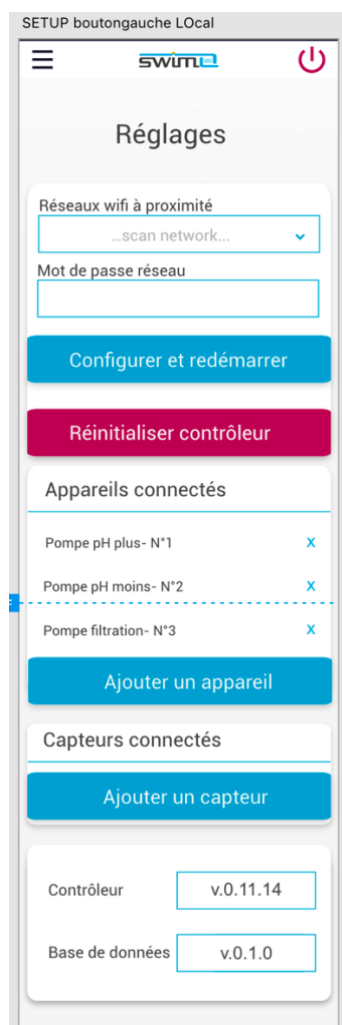 SETUP boutongauche LOcal
swim
Réglages
Réseaux wifi à proximité
...scan network...
Mot de passe réseau
Configurer et redémarrer
Réinitialiser contrôleur
Appareils connectés
Pompe pH plus- N°1 x
Pompe pH moins- N°2 x
Pompe filtration- N°3 x
Ajouter un appareil
Capteurs connectés
Ajouter un capteur
Contrôleur v.0.11.14
Base de données v.0.1.0